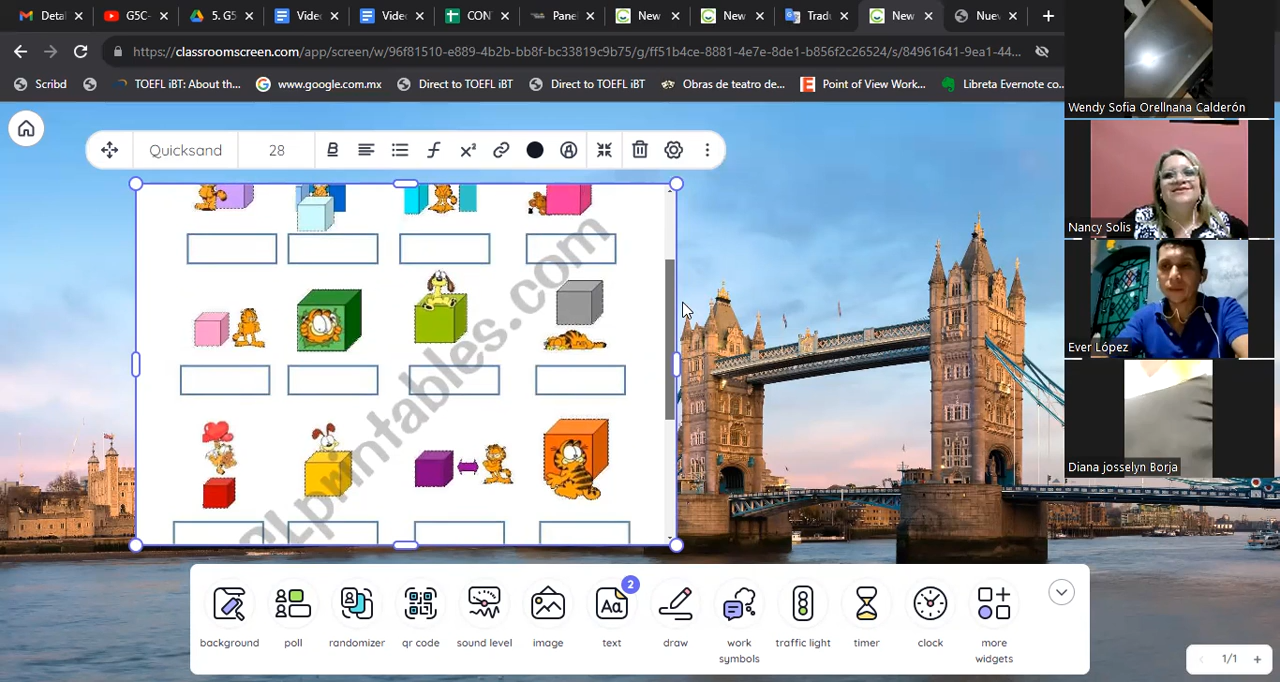 Detal G5C- 5. G5 Vide Vide CON Pane New New Tradu New Nue
https://classroomscreen.com/app/screen/w/96f81510-e889-4b2b-bb8f-bc33819c9b75/g/ff51b4ce-8881-4e7e-8de1-b856f2c26524/s/84961641-9ea1-44...
Scribd TOEFL iBT: About th... www.google.com.mx Direct to TOEFL iBT Direct to TOEFL iBT Obras de teatro de... Point of View Work... Libreta Evernote co...
Wendy Sofia Orellnana Calderón
Quicksand 28
Nancy Solis
Ever López
Diana josselyn Borja
SLprintables.com
2
background poll randomizer qr code sound level image text draw work symbols traffic light timer clock more widgets
1/1